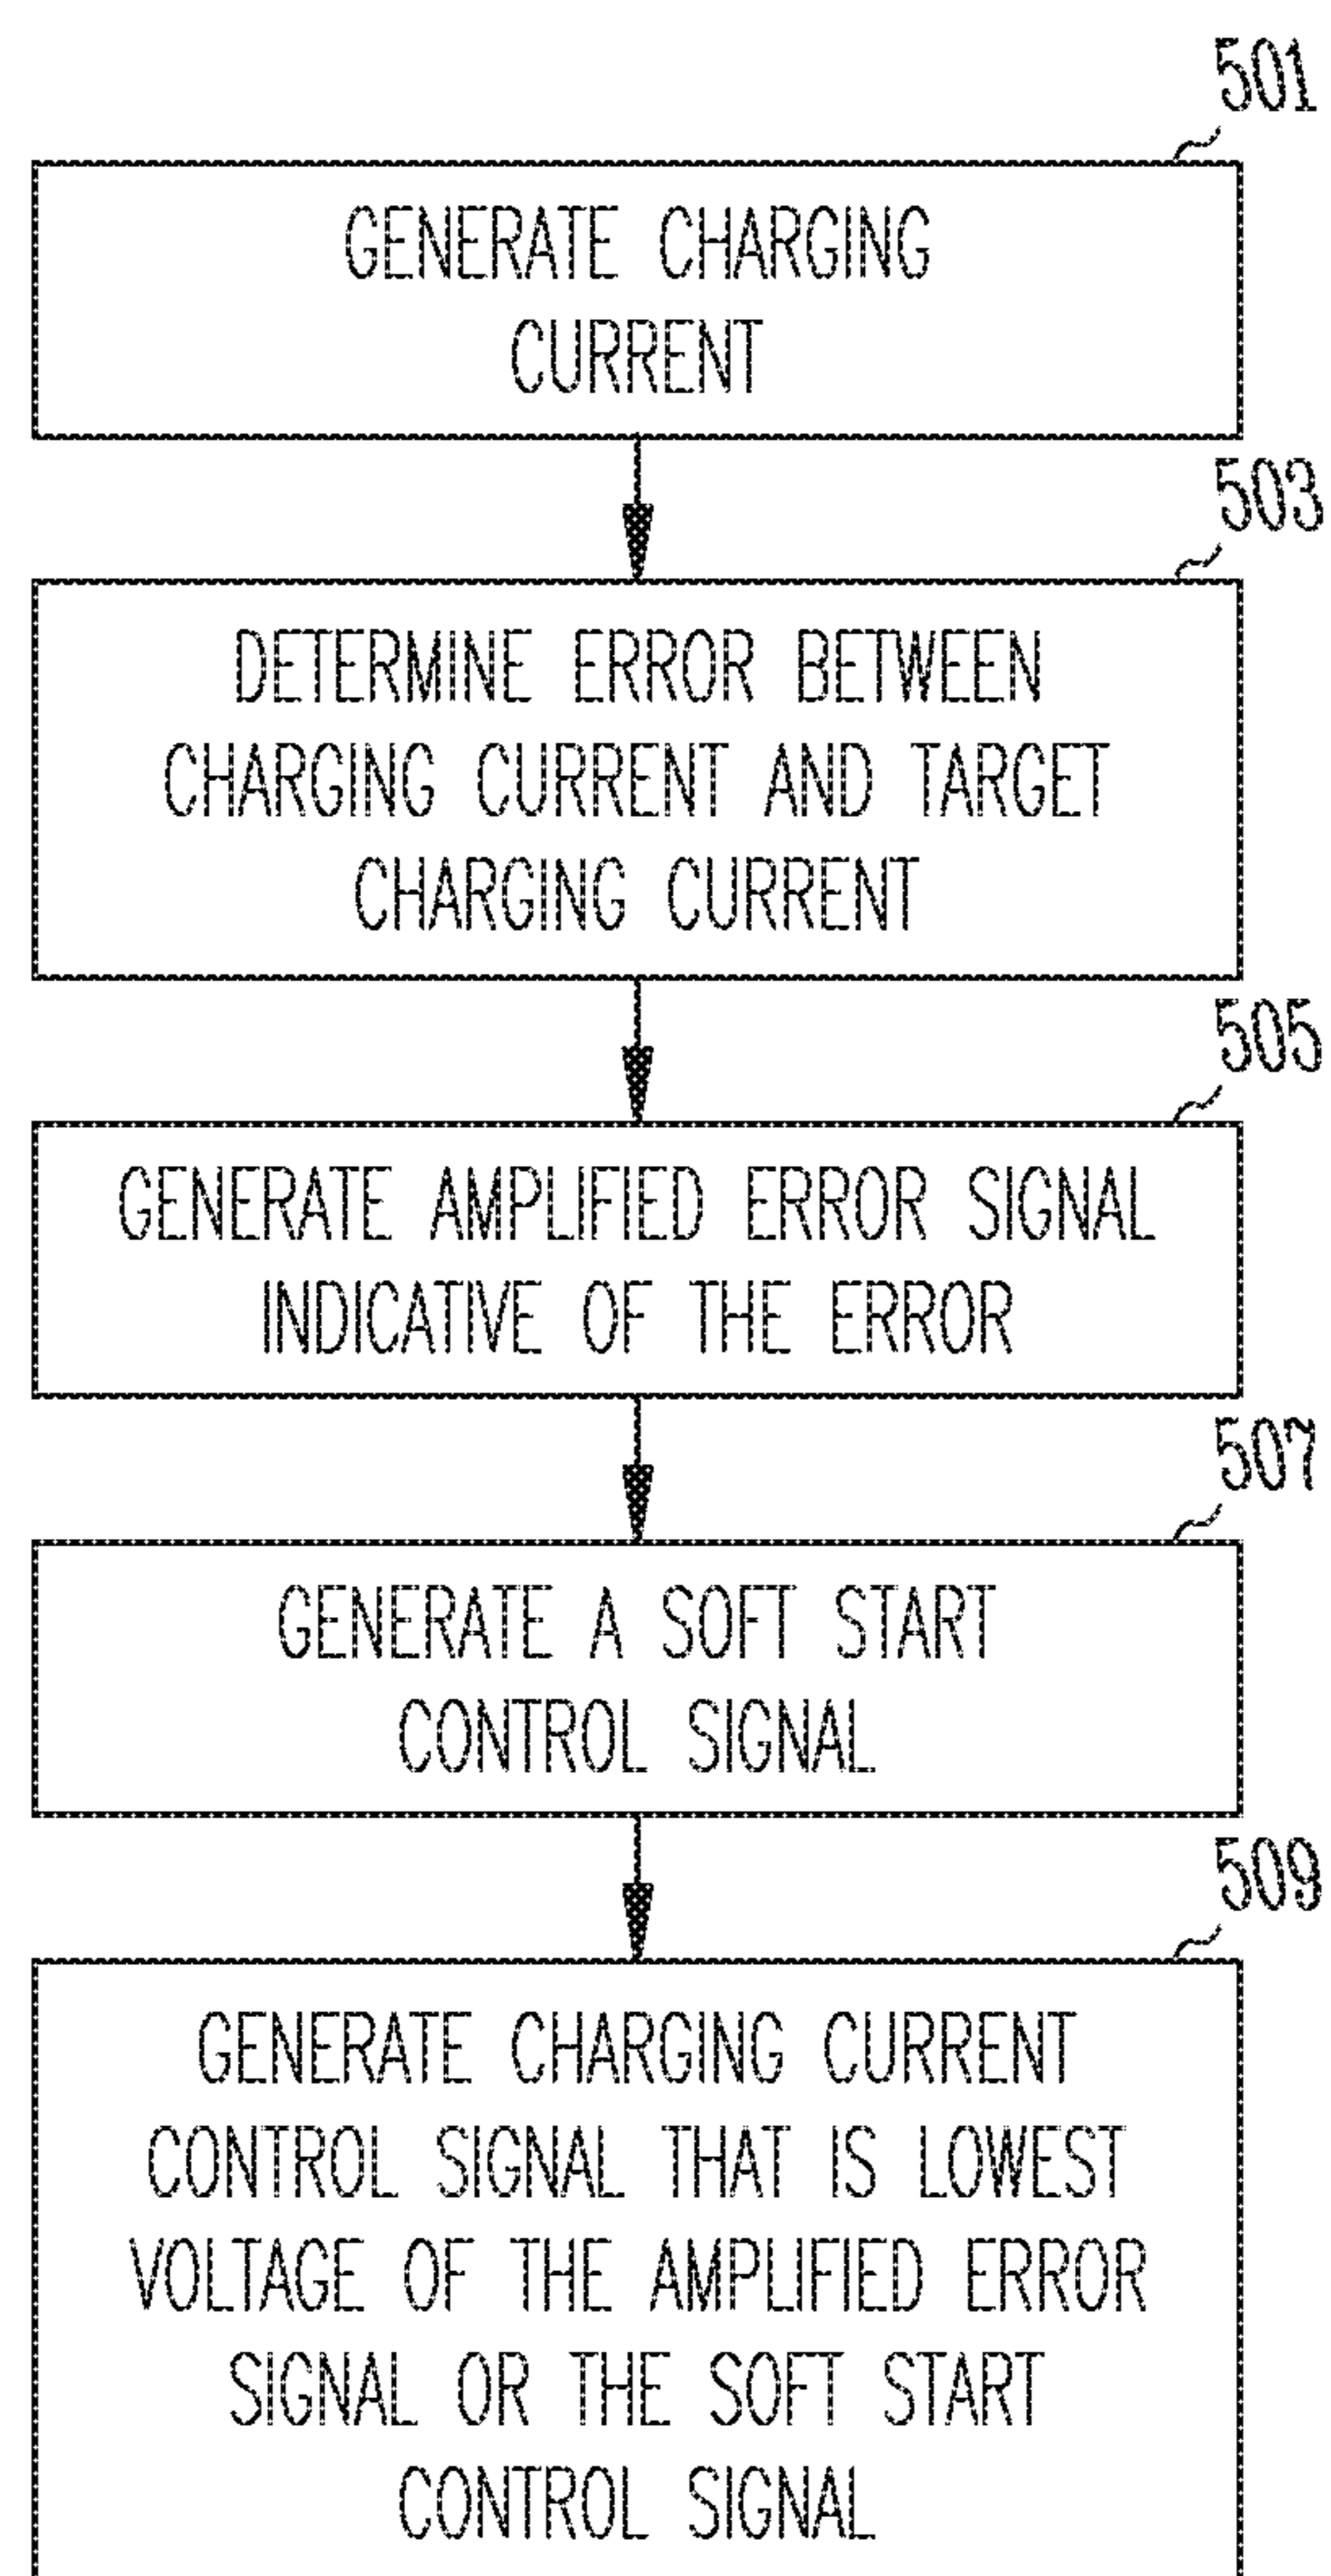 501
GENERATE CHARGING
CURRENT
503
DETERMINE ERROR BETWEEN
CHARGING CURRENT AND TARGET
CHARGING CURRENT
505
GENERATE AMPLIFIED ERROR SIGNAL
INDICATIVE OF THE ERROR
507
GENERATE A SOFT START
CONTROL SIGNAL
509
GENERATE CHARGING CURRENT
CONTROL SIGNAL THAT IS LOWEST
VOLTAGE OF THE AMPLIFIED ERROR
SIGNAL OR THE SOFT START
CONTROL SIGNAL